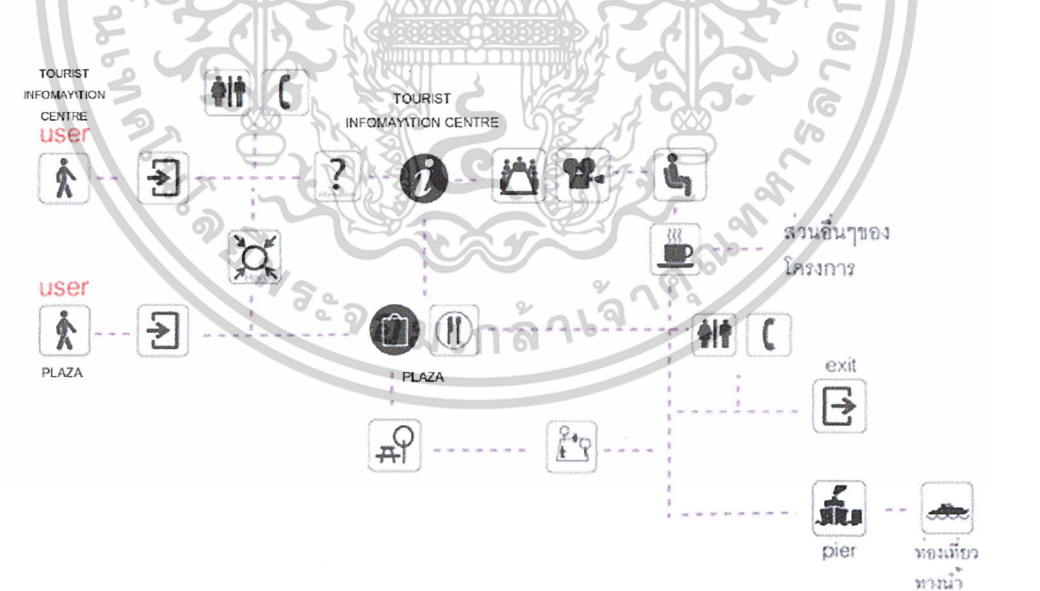 TOURIST
INFOMAYITION
CENTRE
user
TOURIST
INFOMAYITION CENTRE
?
i
ส่วนอื่นๆของ
โครงการ
user
PLAZA
PLAZA
exit
pier
ท่องเที่ยว
ทางน้ำ